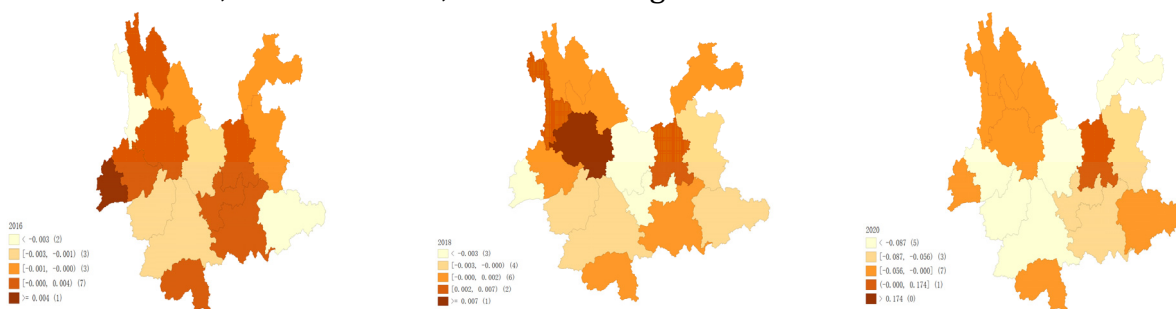 2016
< -0.003 (2)
[-0.003, -0.001) (3)
[-0.001, -0.000) (3)
[-0.000, 0.004) (7)
>= 0.004 (1)
2018
< -0.003 (3)
[-0.003, -0.000) (4)
[-0.000, 0.002) (6)
[0.002, 0.007) (2)
>= 0.007 (1)
2020
< -0.087 (5)
[-0.087, -0.056) (3)
[-0.056, -0.000] (7)
(-0.000, 0.174] (1)
> 0.174 (0)